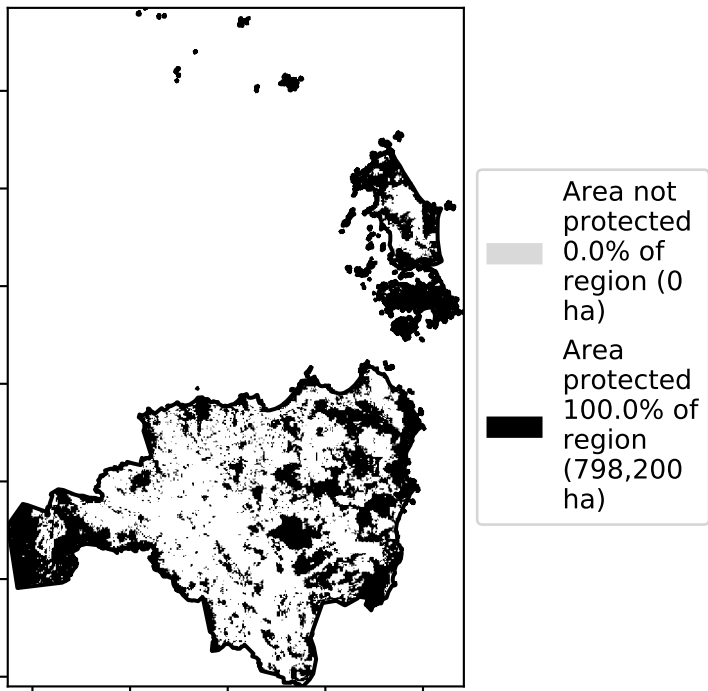 Area not
protected
0.0% of
region (0
ha)
Area
protected
100.0% of
region
(798,200
ha)